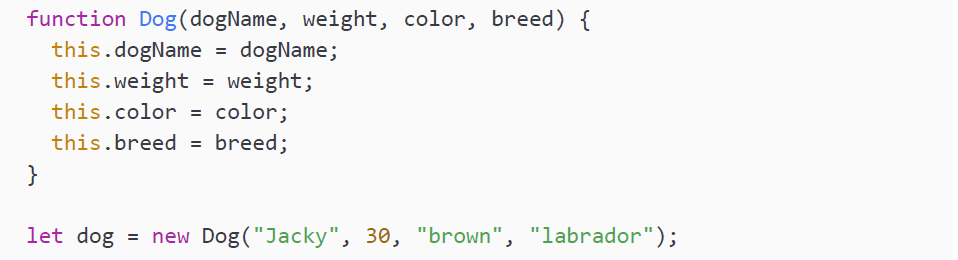 function Dog(dogName, weight, color, breed) {
  this.dogName = dogName;
  this.weight = weight;
  this.color = color;
  this.breed = breed;
}

let dog = new Dog("Jacky", 30, "brown", "labrador");